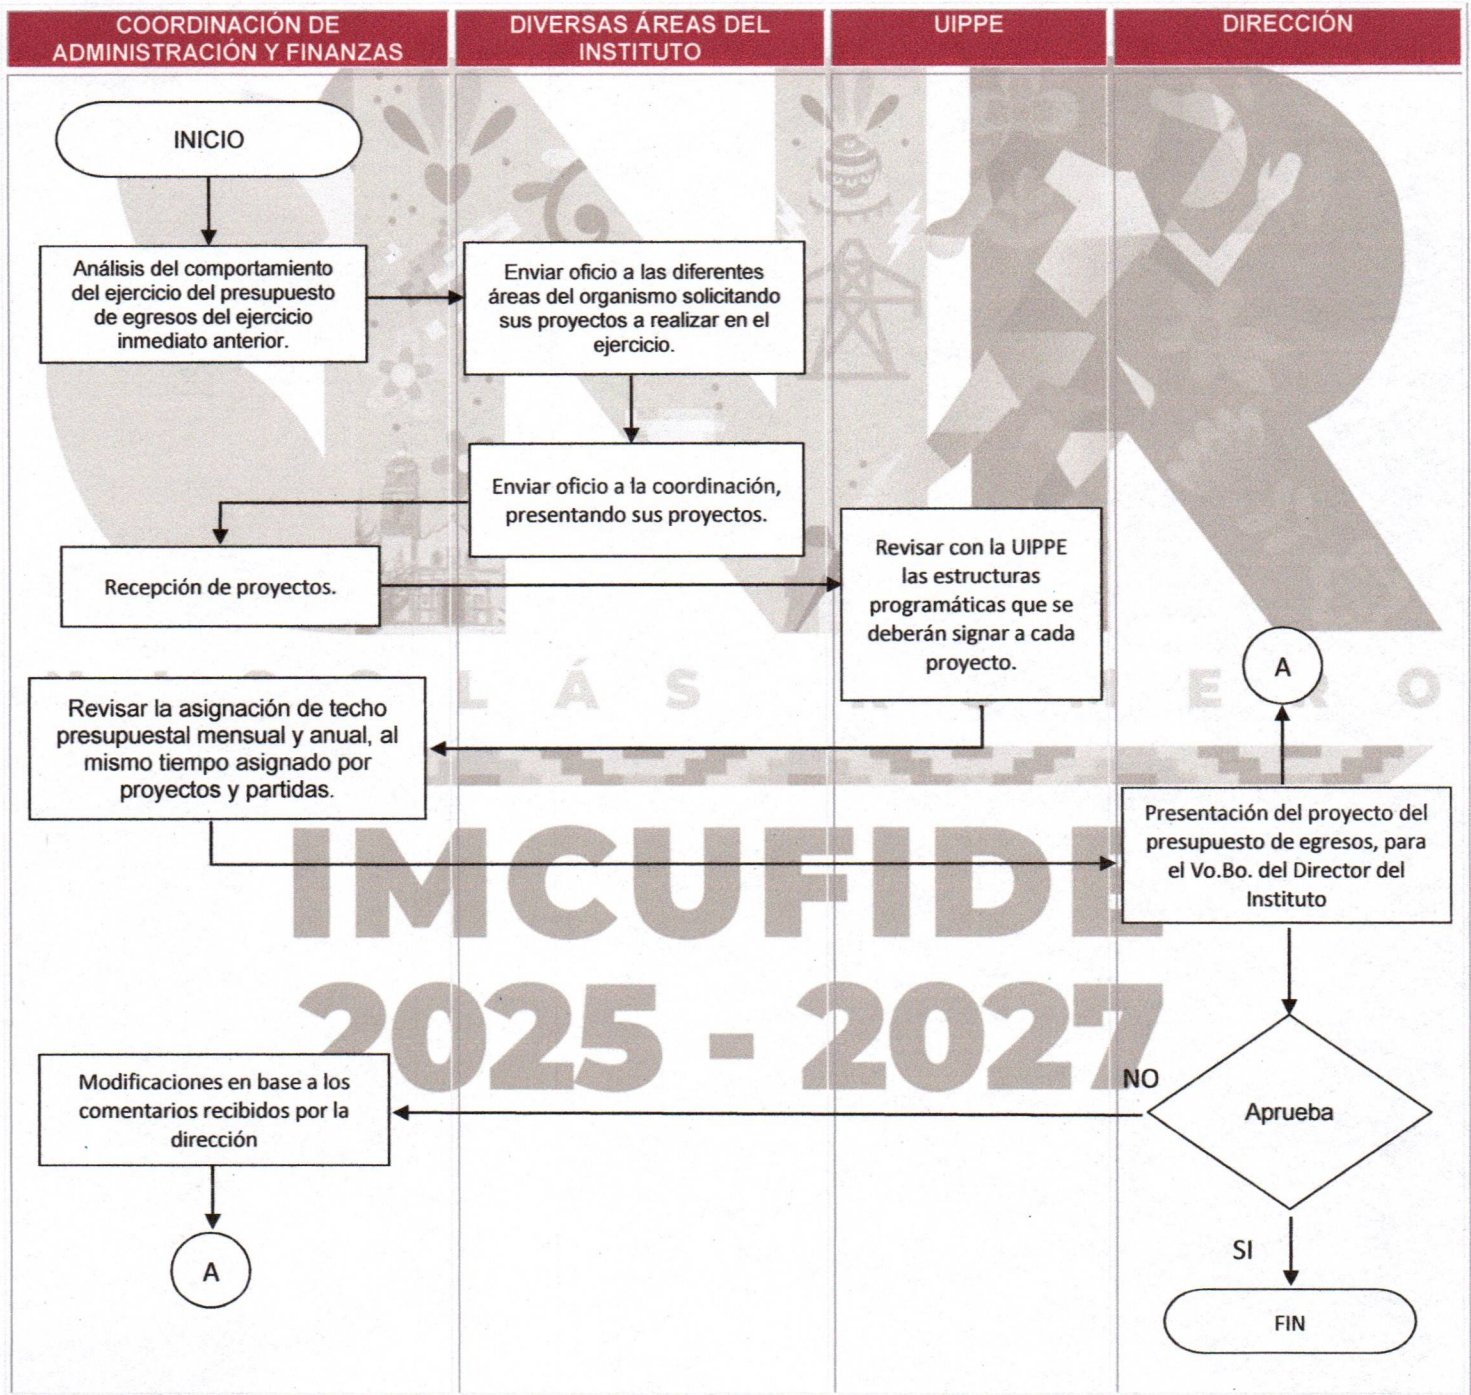 COORDINACIÓN DE
ADMINISTRACIÓN Y FINANZAS
DIVERSAS ÁREAS DEL
INSTITUTO
UIPPE
DIRECCIÓN
INICIO
Análisis del comportamiento
del ejercicio del presupuesto
de egresos del ejercicio
inmediato anterior.
Enviar oficio a las diferentes
áreas del organismo solicitando
sus proyectos a realizar en el
ejercicio.
Enviar oficio a la coordinación,
presentando sus proyectos.
Recepción de proyectos.
Revisar con la UIPPE
las estructuras
programáticas que se
deberán signar a cada
proyecto.
A
Revisar la asignación de techo
presupuestal mensual y anual, al
mismo tiempo asignado por
proyectos y partidas.
Presentación del proyecto del
presupuesto de egresos, para
el Vo.Bo. del Director del
Instituto
NO
Aprueba
Modificaciones en base a los
comentarios recibidos por la
dirección
A
SI
FIN
NR
IMCUFIDE
2025 - 2027